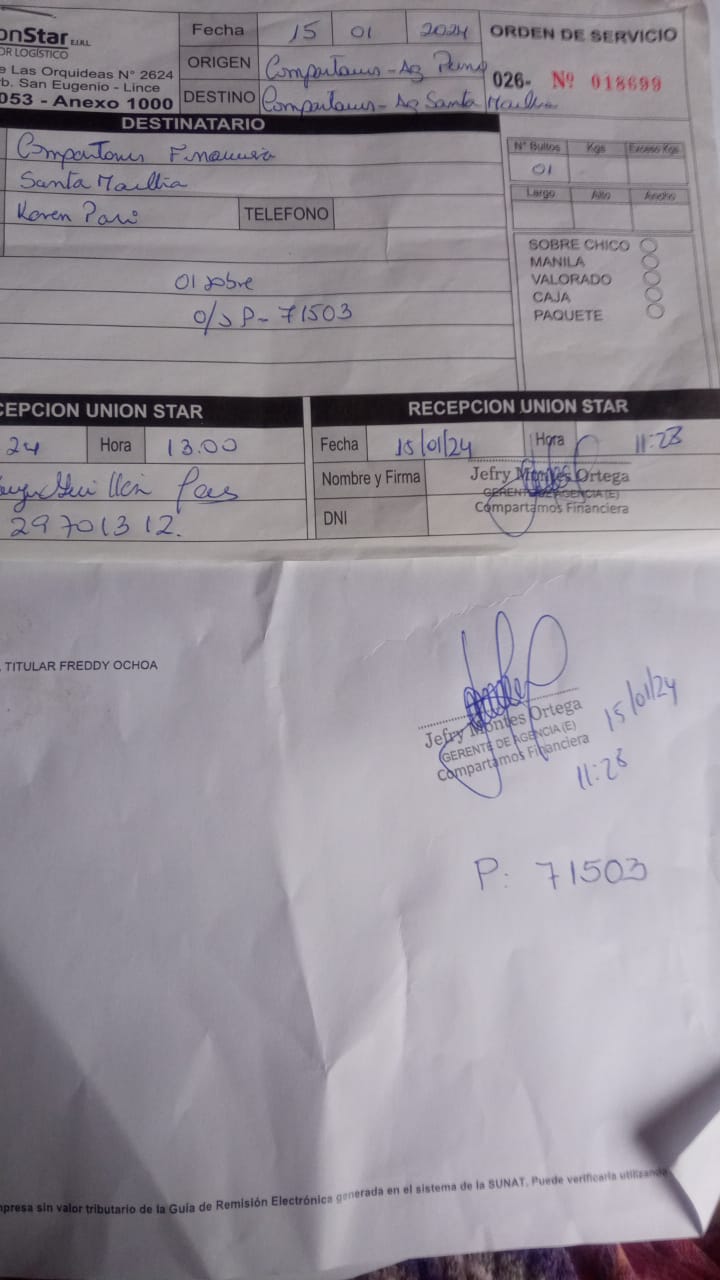 onStar E.I.R.L
OR LOGÍSTICO
e Las Orquideas N° 2624
b. San Eugenio - Lince
053 - Anexo 1000
Fecha 15 01 2024
ORIGEN Compartamos - Ag
DESTINO Compartamos - Ag Santa
ORDEN DE SERVICIO
026- Nº 018699
DESTINATARIO
Compartamos Financiera
Santa
Karen
TELEFONO
01 sobre
o/s P- 71503
N° Bultos Kgs Exceso Kgs
01
Largo Alto Ancho
SOBRE CHICO
MANILA
VALORADO
CAJA
PAQUETE
CEPCION UNION STAR
24 Hora 13.00
29701312.
RECEPCION UNION STAR
Fecha 15/01/24 Hora 11:28
Nombre y Firma Jefry Montes Ortega
GERENTE DE AGENCIA (E)
Compartamos Financiera
DNI
TITULAR FREDDY OCHOA
Jefry Montes Ortega
GERENTE DE AGENCIA (E)
Compartamos Financiera
15/01/24
11:28
P: 71503
presa sin valor tributario de la Guía de Remisión Electrónica generada en el sistema de la SUNAT. Puede verificarla utilizando